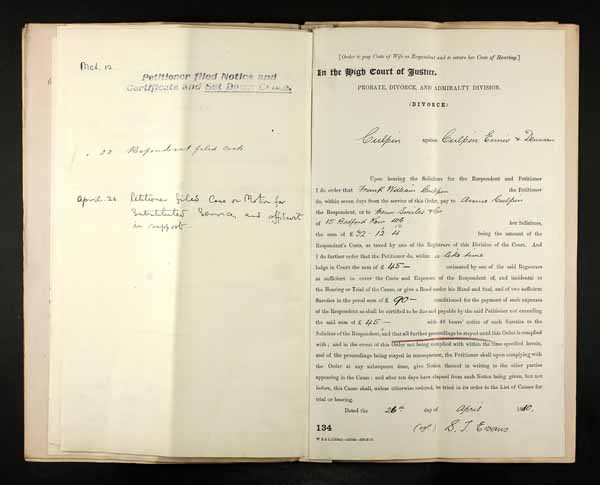 Mch. 12
Petitioner filed Notice and
Certificate and Set Down Cause.
" 22 Respondent filed costs
April 26 Petitioner filed Case on Motion for
Substituted Service and affidavit
in support
[Order to pay Costs of Wife as Respondent and to secure her Costs of Hearing.]
In the High Court of Justice.
PROBATE, DIVORCE, AND ADMIRALTY DIVISION.
(DIVORCE)
Culpin against Culpin Ennis &
Upon hearing the Solicitors for the Respondent and Petitioner
I do order that Frank William Culpin the Petitioner
do, within seven days from the service of this Order, pay to Annie Culpin
the Respondent, or to
of 15 Bedford Row her Solicitors,
the sum of £ being the amount of the
Respondent's Costs, as taxed by one of the Registrars of this Division of the Court. And
I do further order that the Petitioner do, within a like time
lodge in Court the sum of £ 45 — estimated by one of the said Registrars
as sufficient to cover the Costs and Expenses of the Respondent of, and incidental to
the Hearing or Trial of the Cause, or give a Bond under his Hand and Seal, and of two sufficient
Sureties in the penal sum of £ 90 — conditioned for the payment of such expenses
of the Respondent as shall be certified to be due and payable by the said Petitioner not exceeding
the said sum of £ 45 — with 48 hours' notice of such Sureties to the
Solicitors of the Respondent, and that all further proceedings be stayed until this Order is complied
with; and in the event of this Order not being complied with within the time specified herein,
and of the proceedings being stayed in consequence, the Petitioner shall upon complying with
the Order at any subsequent time, give Notice thereof in writing to the other parties
appearing in the Cause: and after ten days have elapsed from such Notice being given, but not
before, this Cause shall, unless otherwise ordered, be tried in its order in the List of Causes for
trial or hearing.
Dated the 26th day of April 1910.
134 (sgd) S. T. Evans